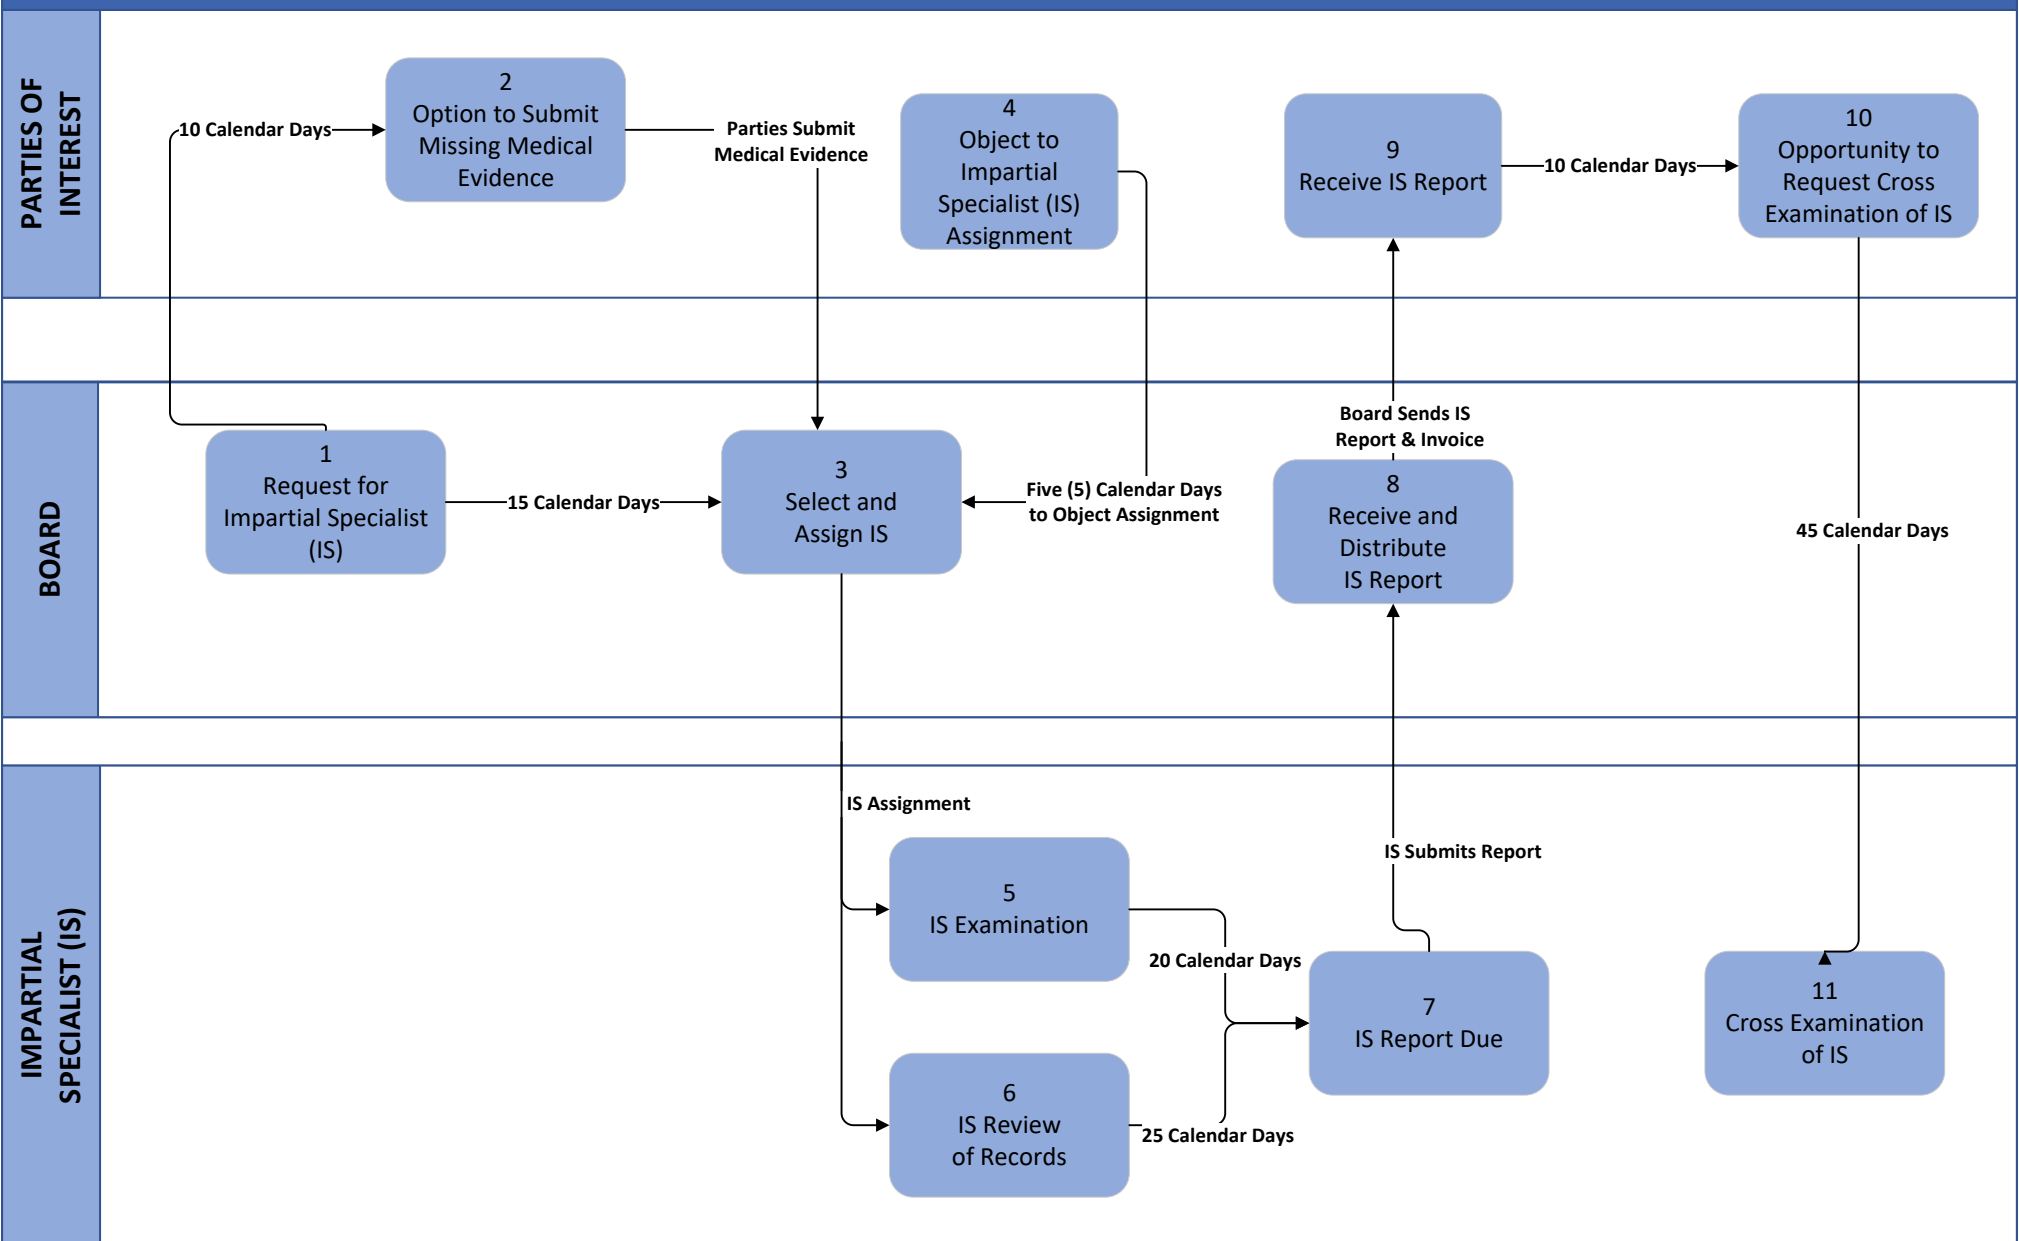 PARTIES OF
INTEREST
10 Calendar Days
2
Option to Submit
Missing Medical
Evidence
Parties Submit
Medical Evidence
4
Object to
Impartial
Specialist (IS)
Assignment
9
Receive IS Report
10 Calendar Days
10
Opportunity to
Request Cross
Examination of IS
BOARD
1
Request for
Impartial Specialist
(IS)
15 Calendar Days
3
Select and
Assign IS
Five (5) Calendar Days
to Object Assignment
Board Sends IS
Report & Invoice
8
Receive and
Distribute
IS Report
45 Calendar Days
IMPARTIAL
SPECIALIST (IS)
IS Assignment
5
IS Examination
20 Calendar Days
6
IS Review
of Records
25 Calendar Days
IS Submits Report
7
IS Report Due
11
Cross Examination
of IS